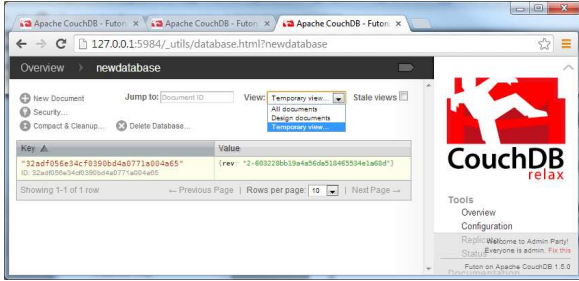 Apache CouchDB - Futon: × Apache CouchDB - Futon: × Apache CouchDB - Futon: ×
127.0.0.1:5984/_utils/database.html?newdatabase
Overview newdatabase
New Document Jump to: Document ID View: Temporary view... Stale views
Security... All documents
Design documents
Compact & Cleanup... Delete Database... Temporary view...
Key Value
"32adf056e34cf0390bd4a0771a004a65" {rev: "2-603228bb19a4a56da518465534e1a68d"}
ID: 32adf056e34cf0390bd4a0771a004a65
Showing 1-1 of 1 row ← Previous Page | Rows per page: 10 | Next Page →
CouchDB
relax
Tools
Overview
Configuration
Replicator
Status
Welcome to Admin Party!
Everyone is admin. Fix this
Documentation
Futon on Apache CouchDB 1.5.0